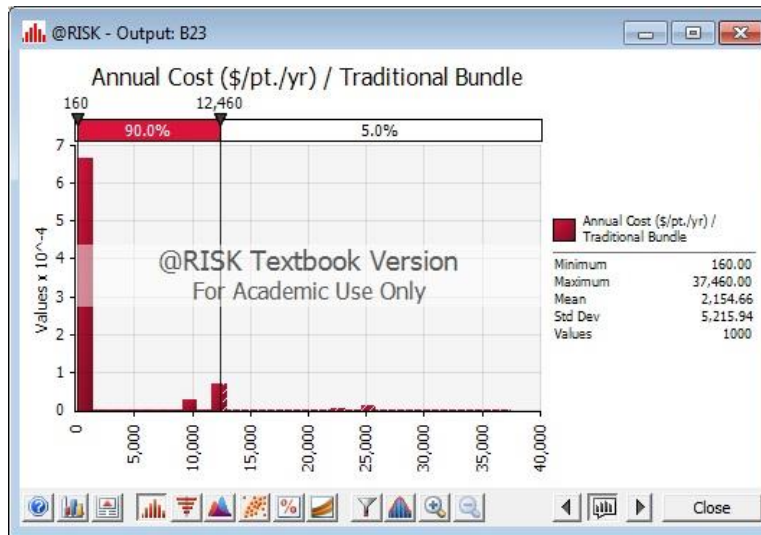 @RISK - Output: B23
Annual Cost ($/pt./yr) / Traditional Bundle
160 12,460
90.0% 5.0%
7
6
5
4
3
2
1
0
Values x 10^-4
@RISK Textbook Version
For Academic Use Only
0 5,000 10,000 15,000 20,000 25,000 30,000 35,000 40,000
Annual Cost ($/pt./yr) /
Traditional Bundle
Minimum 160.00
Maximum 37,460.00
Mean 2,154.66
Std Dev 5,215.94
Values 1000
Close